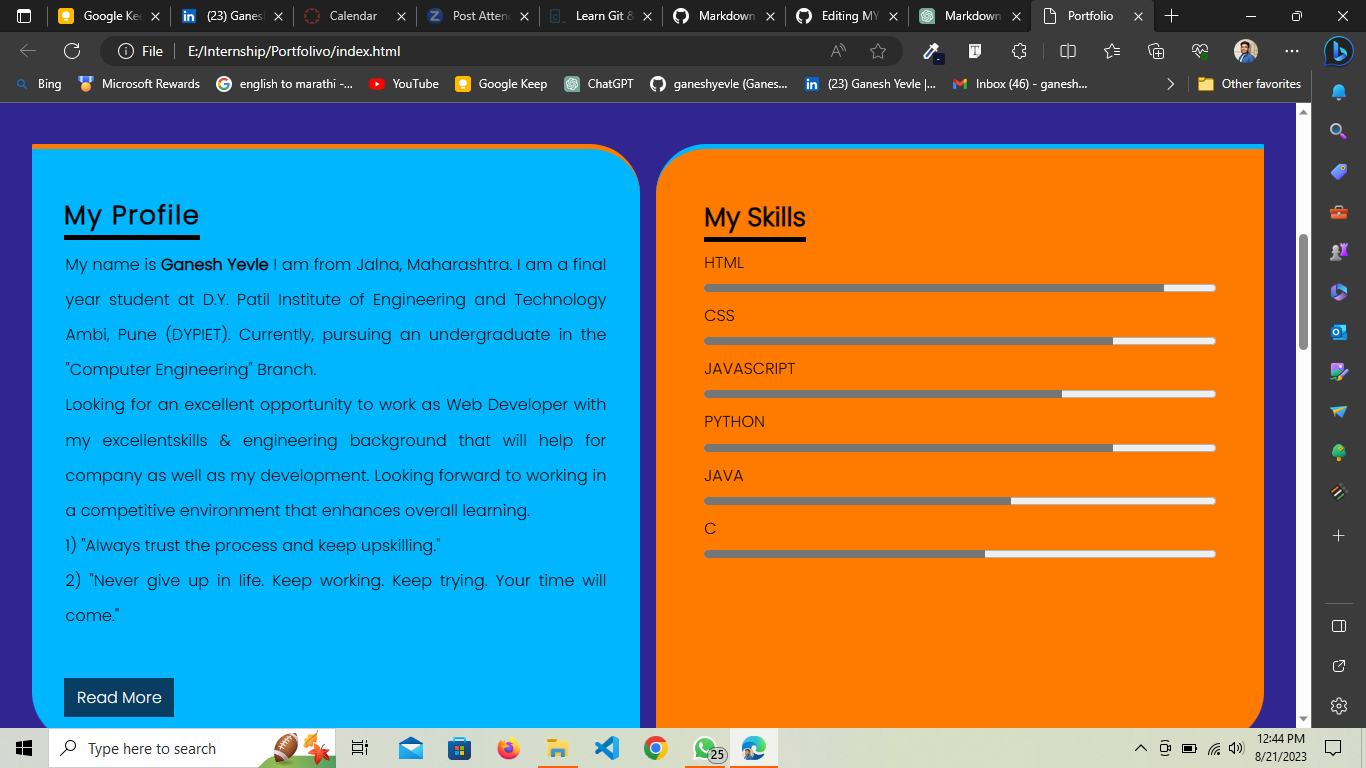 Google Kee
(23) Ganes
Calendar
Post Atten
Learn Git &
Markdown
Editing MY
Markdown
Portfolio
File
E:/Internship/Portfolivo/index.html
Bing
Microsoft Rewards
english to marathi -...
YouTube
Google Keep
ChatGPT
ganeshyevle (Ganes...
(23) Ganesh Yevle |...
Inbox (46) - ganesh...
Other favorites
My Profile
My name is Ganesh Yevle I am from Jalna, Maharashtra. I am a final
year student at D.Y. Patil Institute of Engineering and Technology
Ambi, Pune (DYPIET). Currently, pursuing an undergraduate in the
"Computer Engineering" Branch.
Looking for an excellent opportunity to work as Web Developer with
my excellentskills & engineering background that will help for
company as well as my development. Looking forward to working in
a competitive environment that enhances overall learning.
1) "Always trust the process and keep upskilling."
2) "Never give up in life. Keep working. Keep trying. Your time will
come."
Read More
My Skills
HTML
CSS
JAVASCRIPT
PYTHON
JAVA
C
Type here to search
25
12:44 PM
8/21/2023